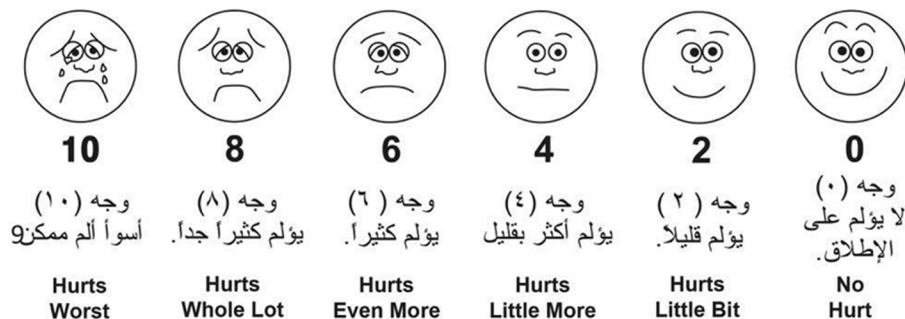 10 8 6 4 2 0
وجه (١٠)
أسوأ ألم ممكن9
وجه (٨)
يؤلم كثيراً جداً.
وجه (٦)
يؤلم كثيراً.
وجه (٤)
يؤلم أكثر بقليل
وجه (٢)
يؤلم قليلاً.
وجه (٠)
لا يؤلم على
الإطلاق.
Hurts
Worst
Hurts
Whole Lot
Hurts
Even More
Hurts
Little More
Hurts
Little Bit
No
Hurt